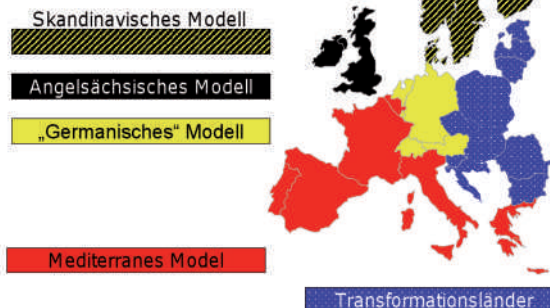 Skandinavisches Modell
Angelsächsisches Modell
„Germanisches“ Modell
Mediterranes Model
Transformationsländer